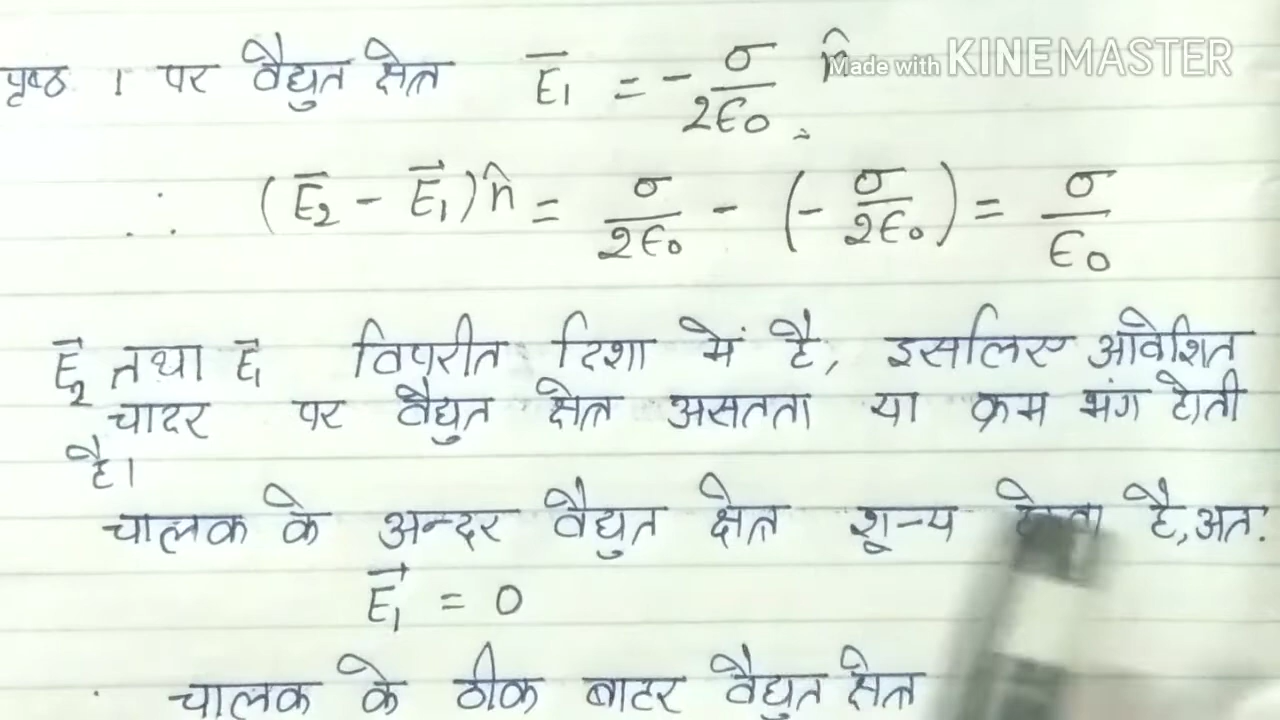 पृष्ठ 1 पर वैद्युत क्षेत्र E̅₁ = - σ/2ε₀ n̂
Made with KINEMASTER
∴ (E̅₂ - E⃗₁)n̂ = σ/2ε₀ - (- σ/2ε₀) = σ/ε₀
E⃗₂ तथा E̅₁ विपरीत दिशा में है, इसलिए आवेशित
चादर पर वैद्युत क्षेत्र असतता या क्रम भंग होती
है।
चालक के अन्दर वैद्युत क्षेत्र शून्य होता है, अत:
E⃗₁ = 0
चालक के ठीक बाहर वैद्युत क्षेत्र